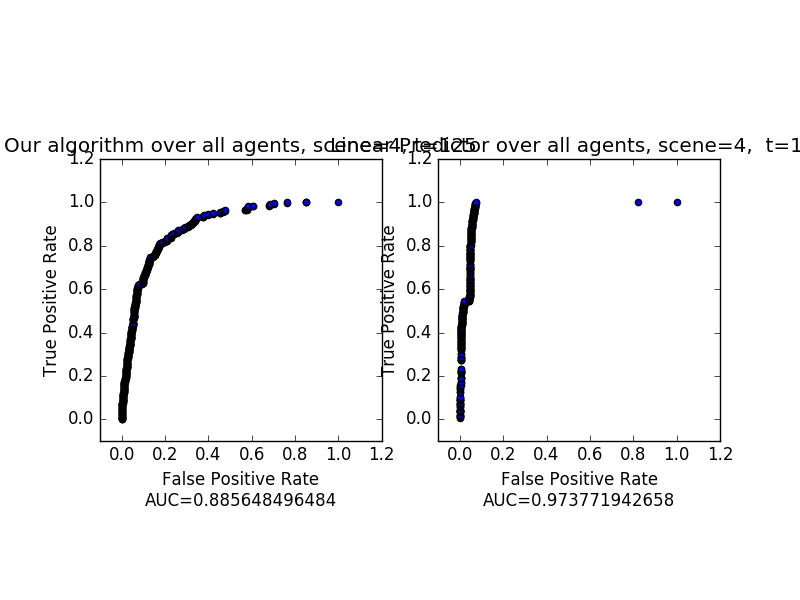 Our algorithm over all agents, scene=4, t=125
Linear Predictor over all agents, scene=4,  t=1
1.2
1.0
0.8
0.6
0.4
0.2
0.0
True Positive Rate
0.0 0.2 0.4 0.6 0.8 1.0 1.2
False Positive Rate
AUC=0.885648496484
1.2
1.0
0.8
0.6
0.4
0.2
0.0
True Positive Rate
0.0 0.2 0.4 0.6 0.8 1.0 1.2
False Positive Rate
AUC=0.973771942658